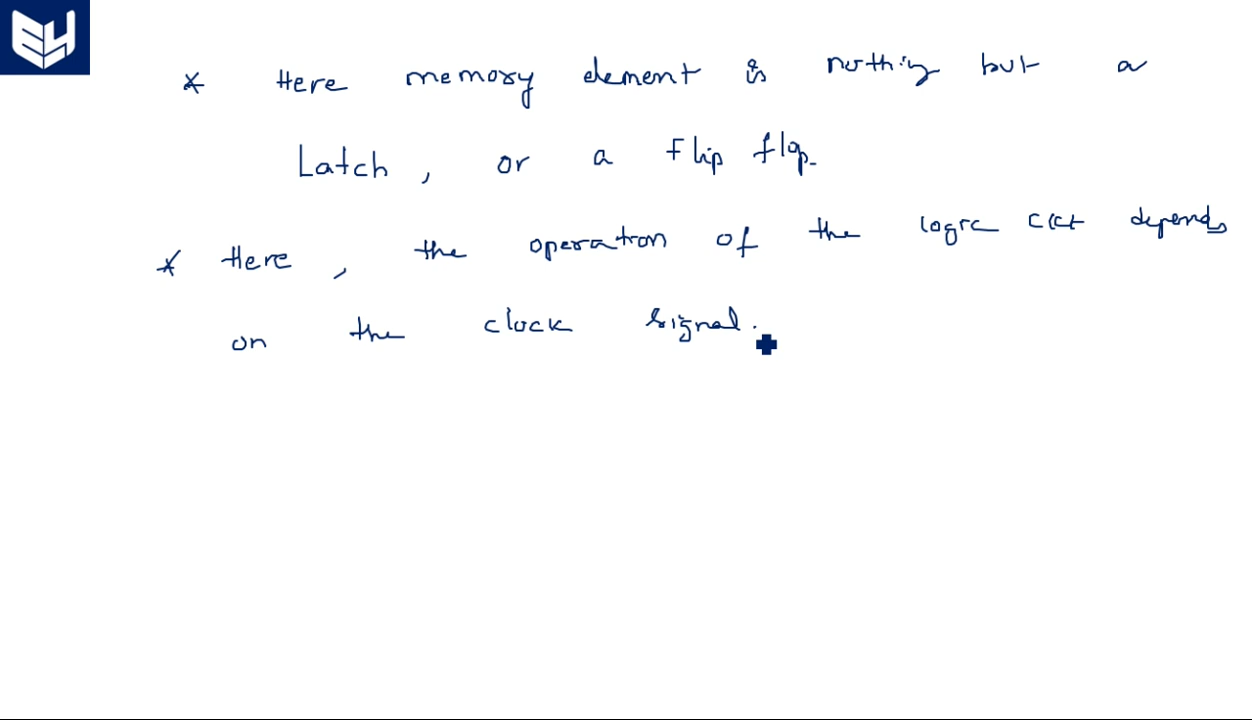 * Here memory element is nothing but a
Latch, or a Flip flop.
* Here, the operation of the logic cct depends
on the clock signal.